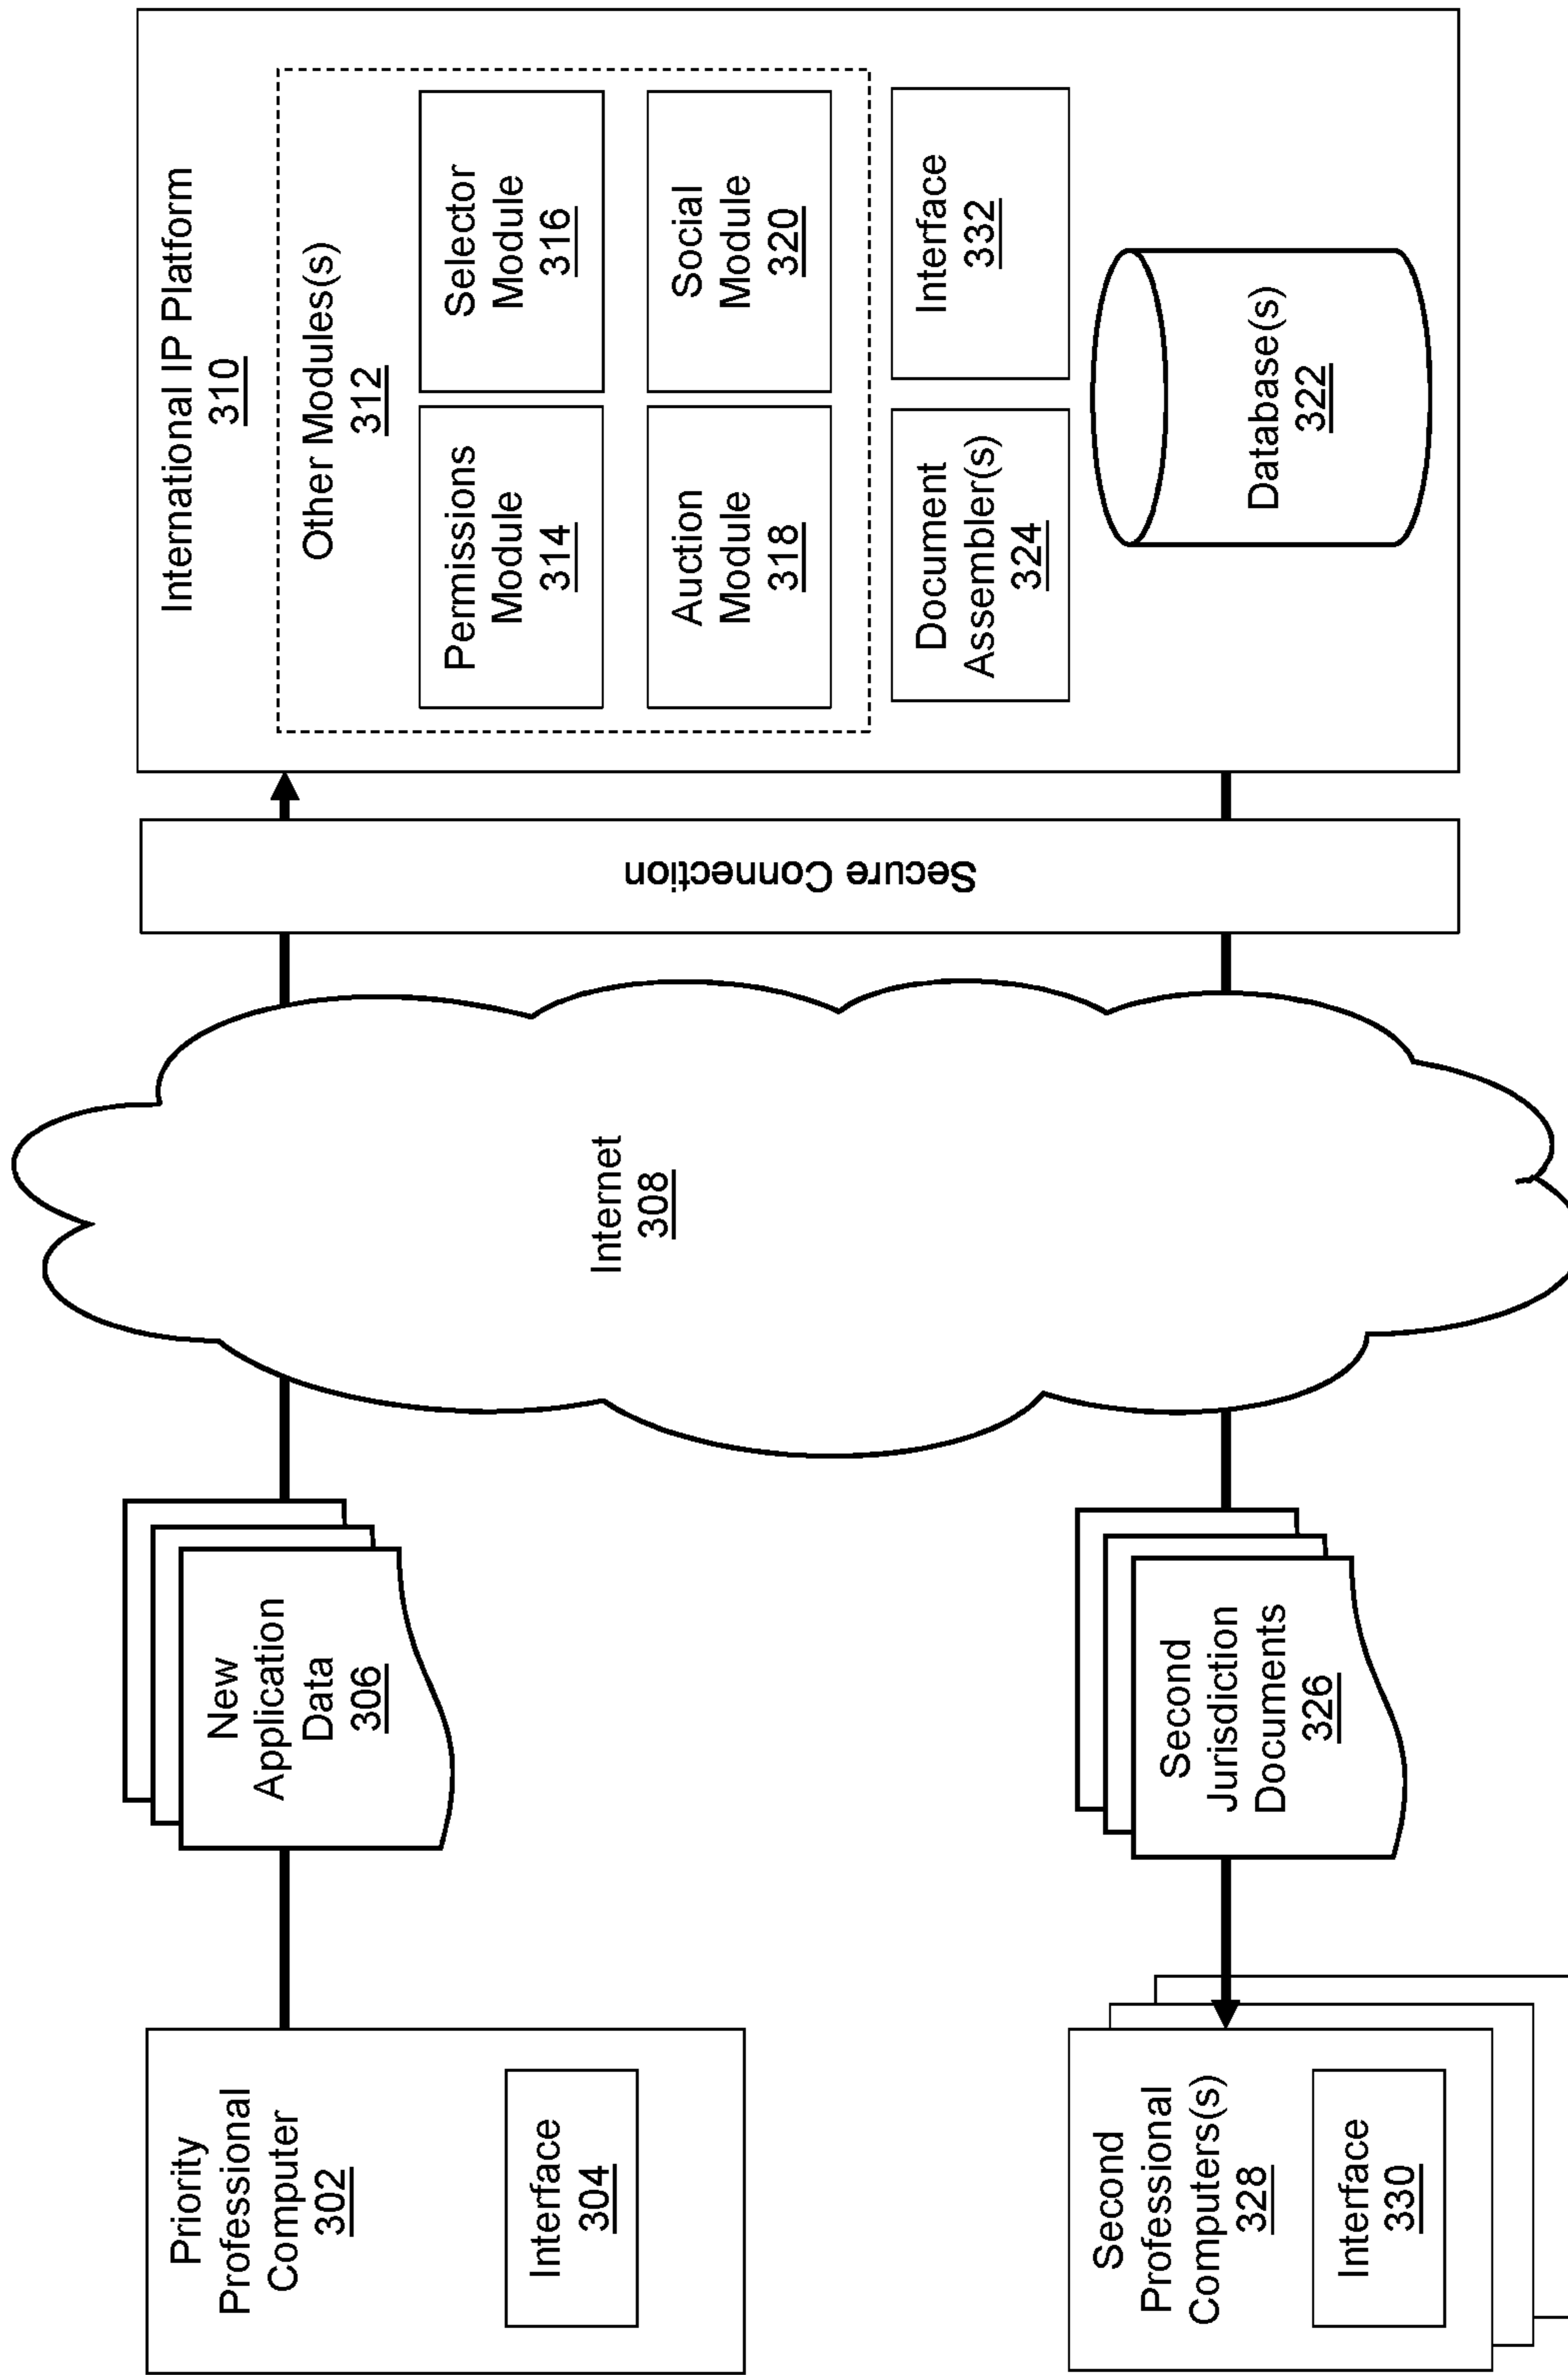 Priority
Professional
Computer
302
Interface
304
New
Application
Data
306
Internet
308
Secure Connection
International IP Platform
310
Other Modules(s)
312
Permissions
Module
314
Selector
Module
316
Auction
Module
318
Social
Module
320
Document
Assembler(s)
324
Interface
332
Database(s)
322
Second
Jurisdiction
Documents
326
Second
Professional
Computers(s)
328
Interface
330